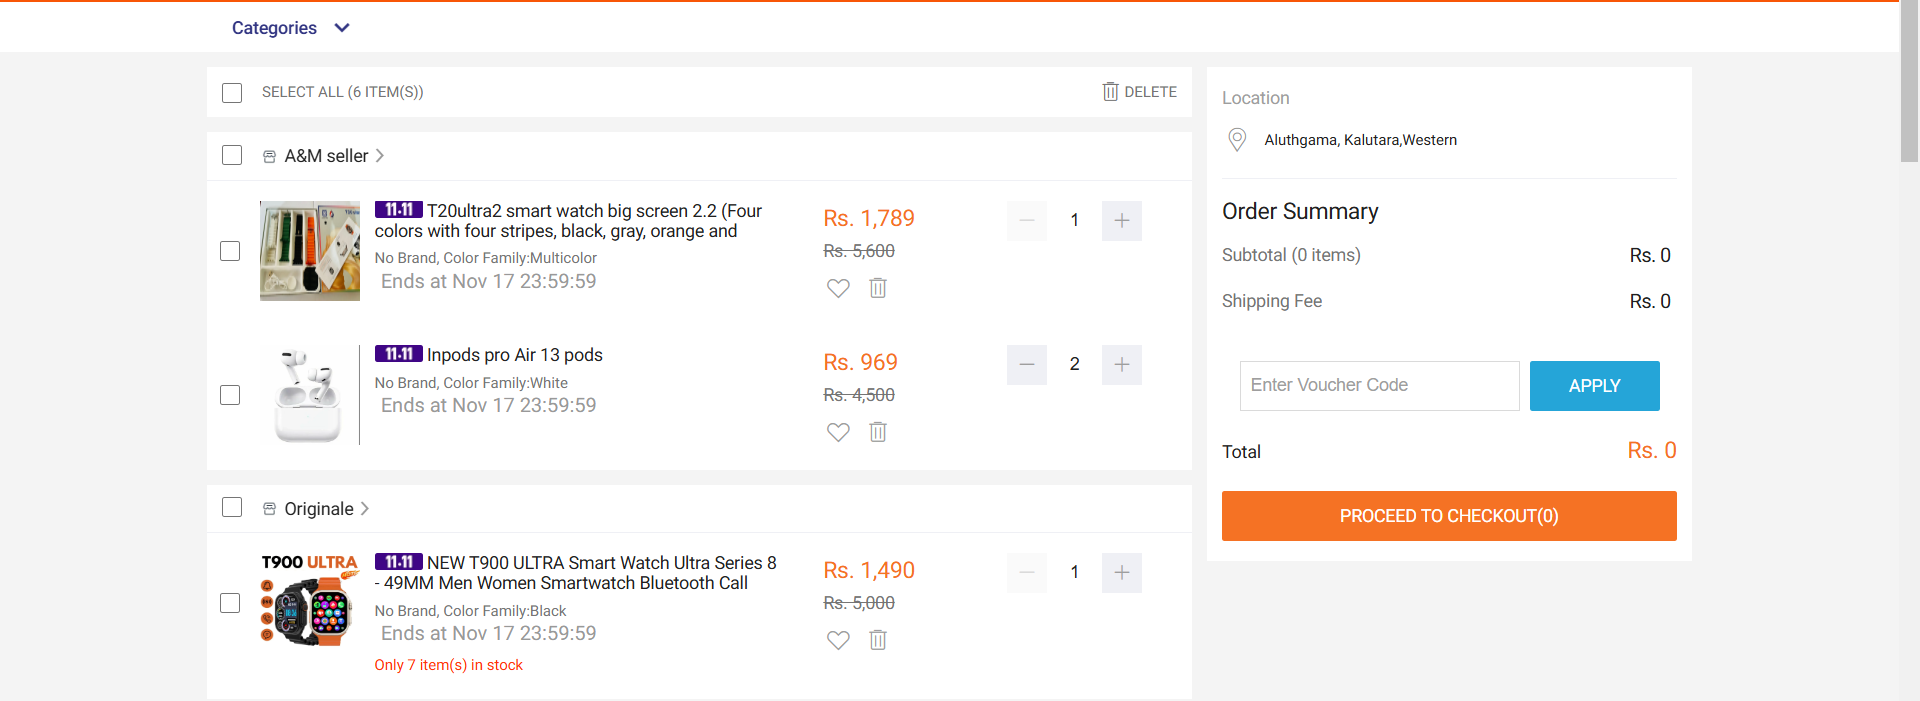 Categories
SELECT ALL (6 ITEM(S))
DELETE
A&M seller
11.11 T20ultra2 smart watch big screen 2.2 (Four
colors with four stripes, black, gray, orange and
No Brand, Color Family:Multicolor
Ends at Nov 17 23:59:59
Rs. 1,789
Rs. 5,600
1
11.11 Inpods pro Air 13 pods
No Brand, Color Family:White
Ends at Nov 17 23:59:59
Rs. 969
Rs. 4,500
2
Originale
T900 ULTRA
11.11 NEW T900 ULTRA Smart Watch Ultra Series 8
- 49MM Men Women Smartwatch Bluetooth Call
No Brand, Color Family:Black
Ends at Nov 17 23:59:59
Only 7 item(s) in stock
Rs. 1,490
Rs. 5,000
1
Location
Aluthgama, Kalutara,Western
Order Summary
Subtotal (0 items)
Rs. 0
Shipping Fee
Rs. 0
Enter Voucher Code
APPLY
Total
Rs. 0
PROCEED TO CHECKOUT(0)